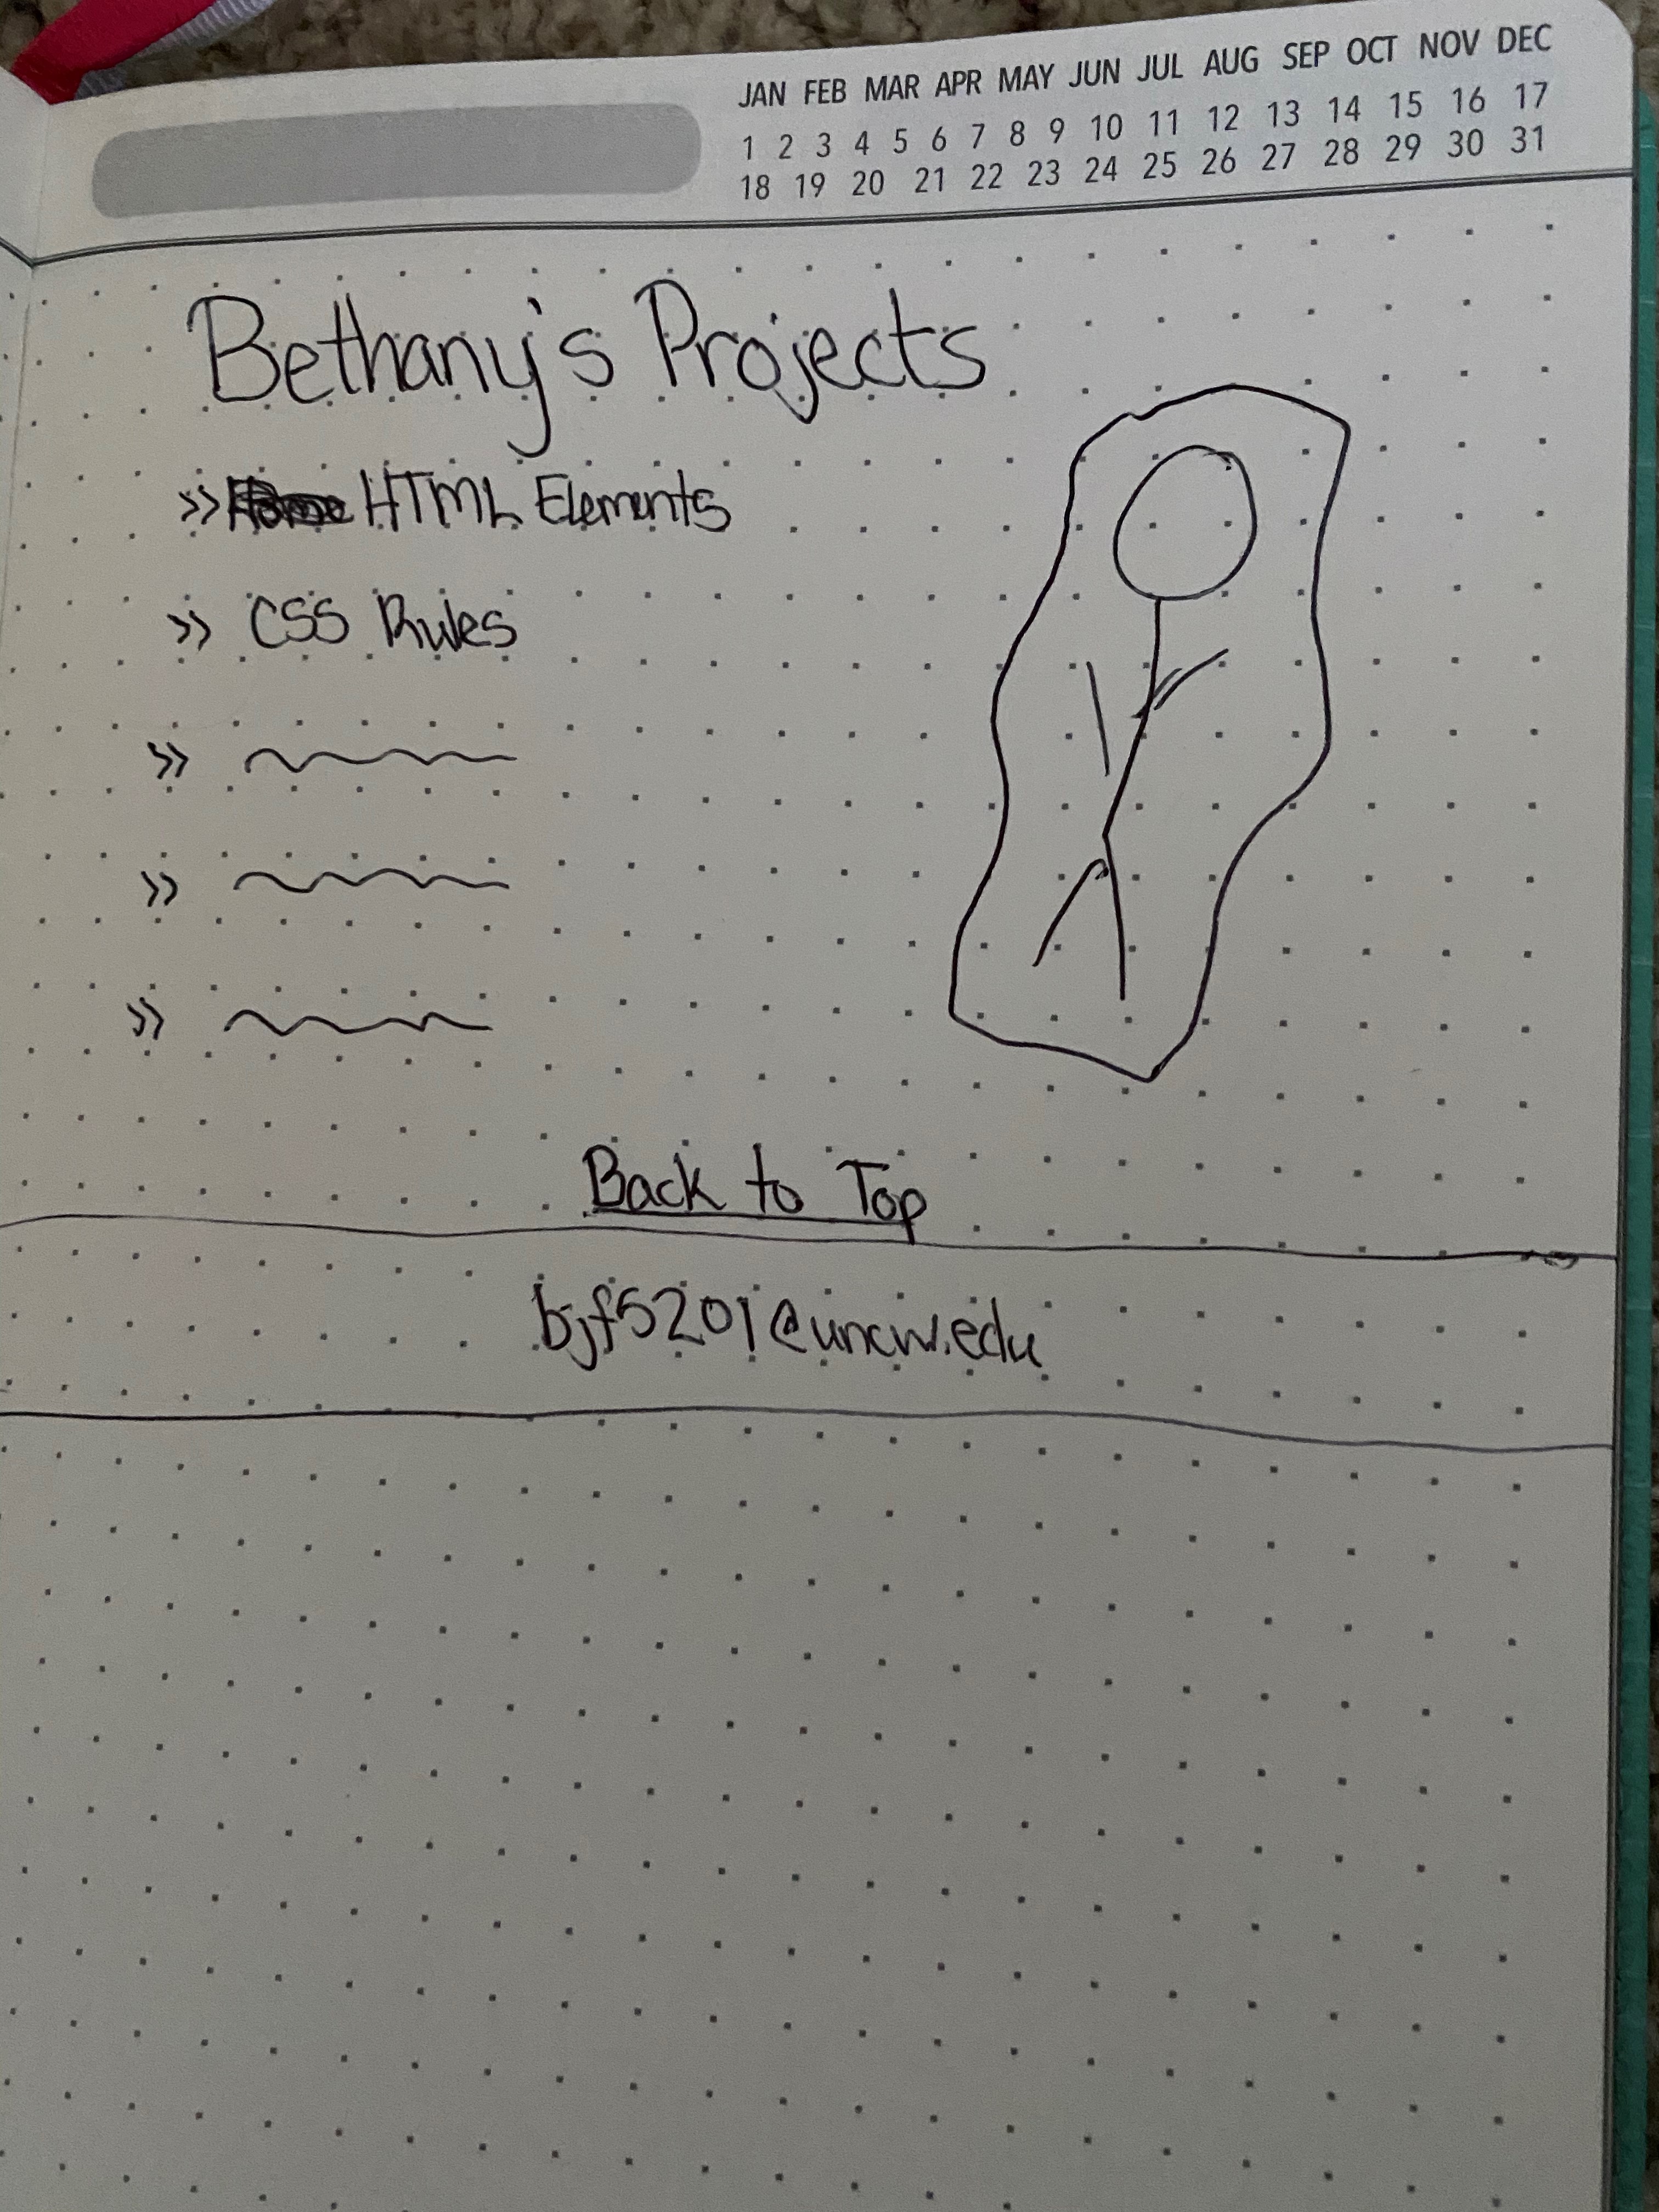 JAN FEB MAR APR MAY JUN JUL AUG SEP OCT NOV DEC
1 2 3 4 5 6 7 8 9 10 11 12 13 14 15 16 17
18 19 20 21 22 23 24 25 26 27 28 29 30 31
Bethany's Projects
>> HTML Elements
>> CSS Rules
>>
>>
>>
Back to Top
bjf5201@uncw.edu